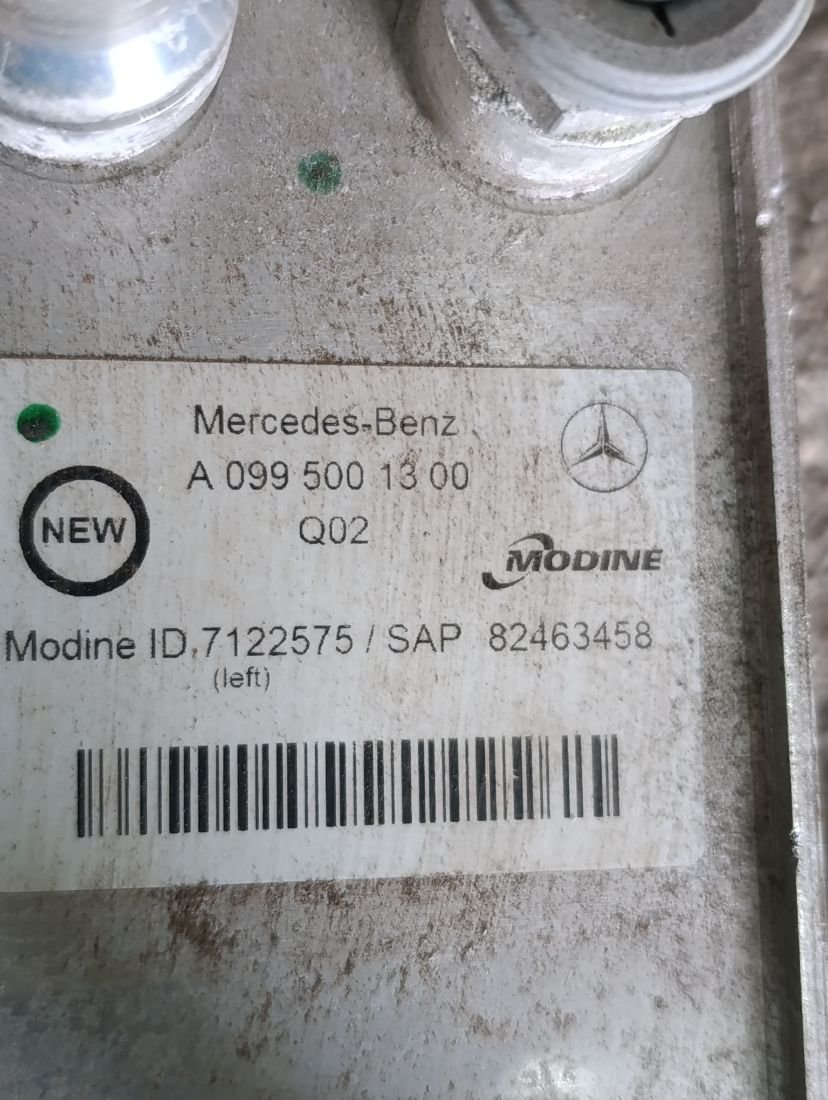 Mercedes-Benz
A 099 500 13 00
NEW
Q02
MODINE
Modine ID.7122575 / SAP 82463458
(left)